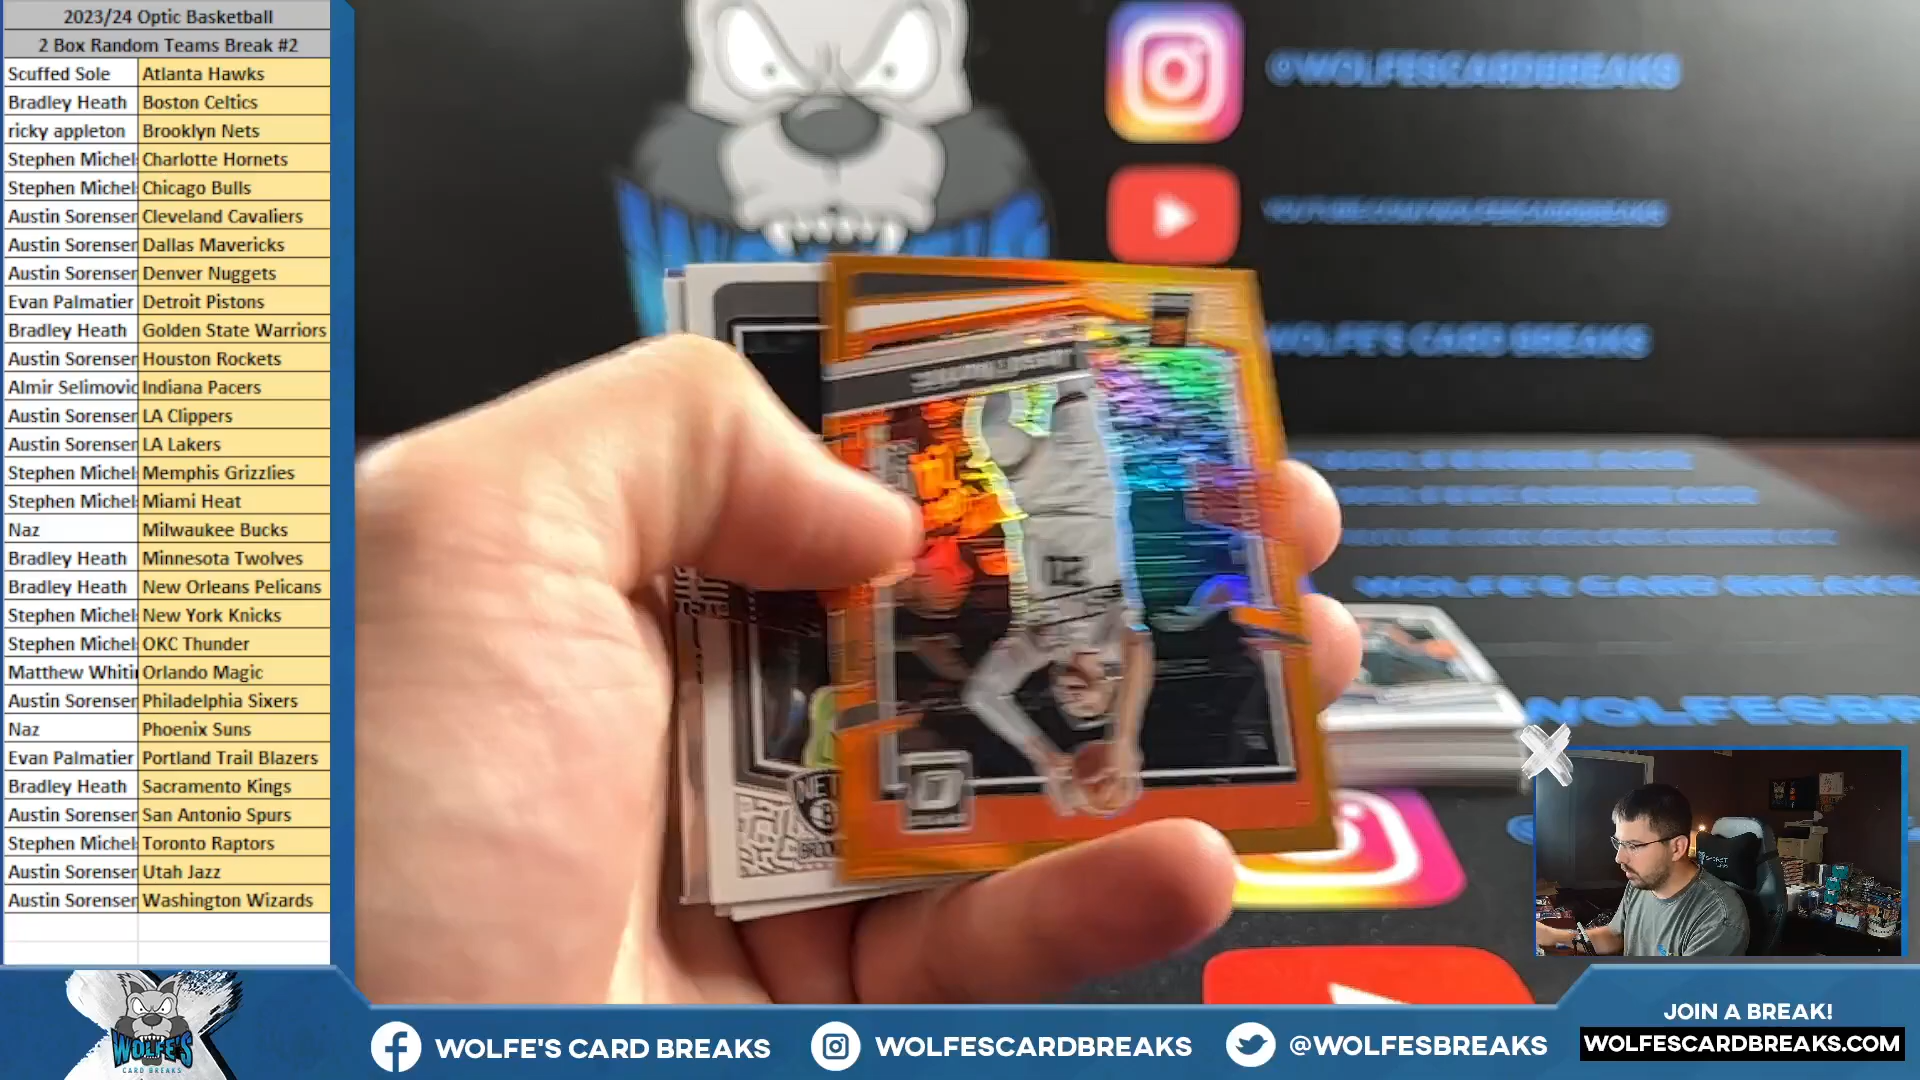 2023/24 Optic Basketball
2 Box Random Teams Break #2
Scuffed Sole Atlanta Hawks
Bradley Heath Boston Celtics
ricky appleton Brooklyn Nets
Stephen Michel Charlotte Hornets
Stephen Michel Chicago Bulls
Austin Sorensen Cleveland Cavaliers
Austin Sorensen Dallas Mavericks
Austin Sorensen Denver Nuggets
Evan Palmatier Detroit Pistons
Bradley Heath Golden State Warriors
Austin Sorensen Houston Rockets
Almir Selimovic Indiana Pacers
Austin Sorensen LA Clippers
Austin Sorensen LA Lakers
Stephen Michel Memphis Grizzlies
Stephen Michel Miami Heat
Naz Milwaukee Bucks
Bradley Heath Minnesota Twolves
Bradley Heath New Orleans Pelicans
Stephen Michel New York Knicks
Stephen Michel OKC Thunder
Matthew Whiti Orlando Magic
Austin Sorensen Philadelphia Sixers
Naz Phoenix Suns
Evan Palmatier Portland Trail Blazers
Bradley Heath Sacramento Kings
Austin Sorensen San Antonio Spurs
Stephen Michel Toronto Raptors
Austin Sorensen Utah Jazz
Austin Sorensen Washington Wizards
@WOLFESCARDBREAKS
YOUTUBE.COM/WOLFESCARDBREAKS
WOLFE'S CARD BREAKS
WOLFE'S CARD BREAKS
WOLFESBR
WOLFE'S
CARD BREAKS
WOLFE'S CARD BREAKS
WOLFESCARDBREAKS
@WOLFESBREAKS
JOIN A BREAK!
WOLFESCARDBREAKS.COM